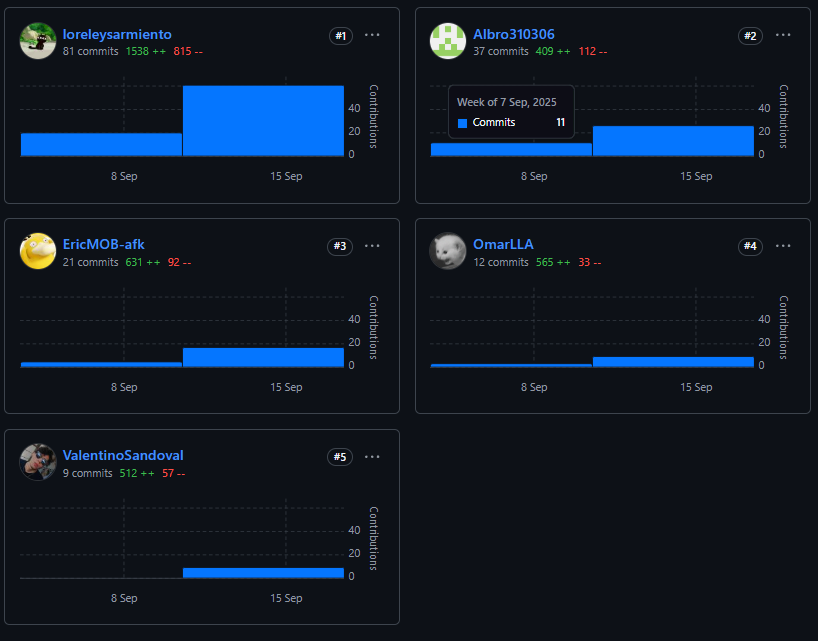 loreleysarmiento #1 ...
81 commits 1538 ++ 815 --
40
20
0
Contributions
8 Sep 15 Sep
Albro310306 #2 ...
37 commits 409 ++ 112 --
Week of 7 Sep, 2025
Commits 11
40
20
0
Contributions
8 Sep 15 Sep
EricMOB-afk #3 ...
21 commits 631 ++ 92 --
40
20
0
Contributions
8 Sep 15 Sep
OmarLLA #4 ...
12 commits 565 ++ 33 --
40
20
0
Contributions
8 Sep 15 Sep
ValentinoSandoval #5 ...
9 commits 512 ++ 57 --
40
20
0
Contributions
8 Sep 15 Sep